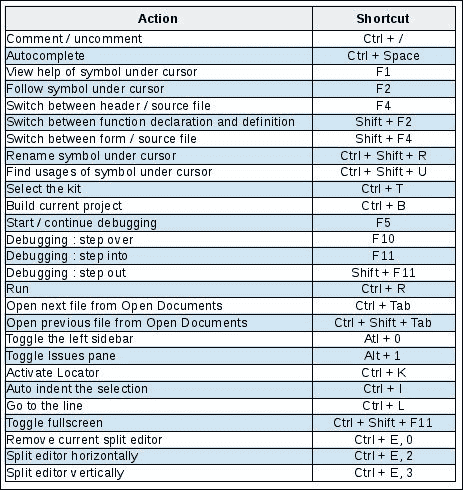 Action Shortcut
Comment / uncomment Ctrl + /
Autocomplete Ctrl + Space
View help of symbol under cursor F1
Follow symbol under cursor F2
Switch between header / source file F4
Switch between function declaration and definition Shift + F2
Switch between form / source file Shift + F4
Rename symbol under cursor Ctrl + Shift + R
Find usages of symbol under cursor Ctrl + Shift + U
Select the kit Ctrl + T
Build current project Ctrl + B
Start / continue debugging F5
Debugging : step over F10
Debugging : step into F11
Debugging : step out Shift + F11
Run Ctrl + R
Open next file from Open Documents Ctrl + Tab
Open previous file from Open Documents Ctrl + Shift + Tab
Toggle the left sidebar Atl + 0
Toggle Issues pane Alt + 1
Activate Locator Ctrl + K
Auto indent the selection Ctrl + I
Go to the line Ctrl + L
Toggle fullscreen Ctrl + Shift + F11
Remove current split editor Ctrl + E, 0
Split editor horizontally Ctrl + E, 2
Split editor vertically Ctrl + E, 3